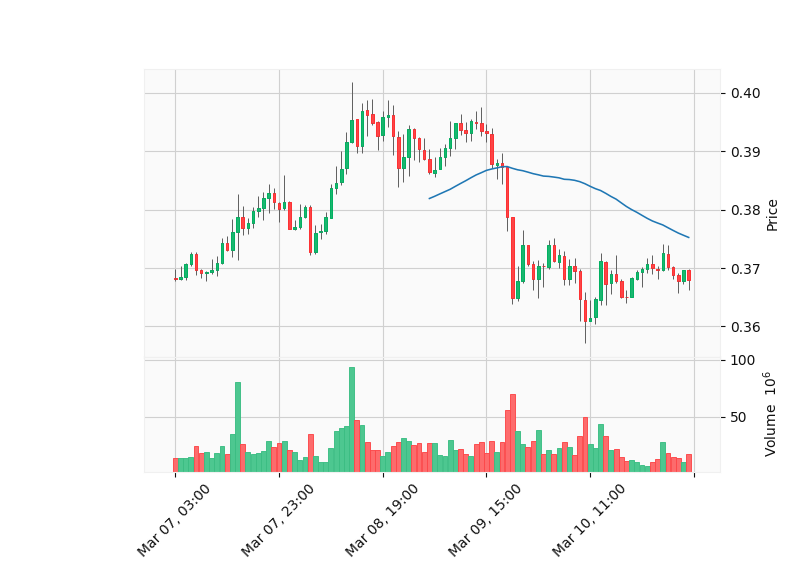 0.40
0.39
0.38
0.37
0.36
Price
100
50
Volume 10⁶
Mar 07, 03:00
Mar 07, 23:00
Mar 08, 19:00
Mar 09, 15:00
Mar 10, 11:00